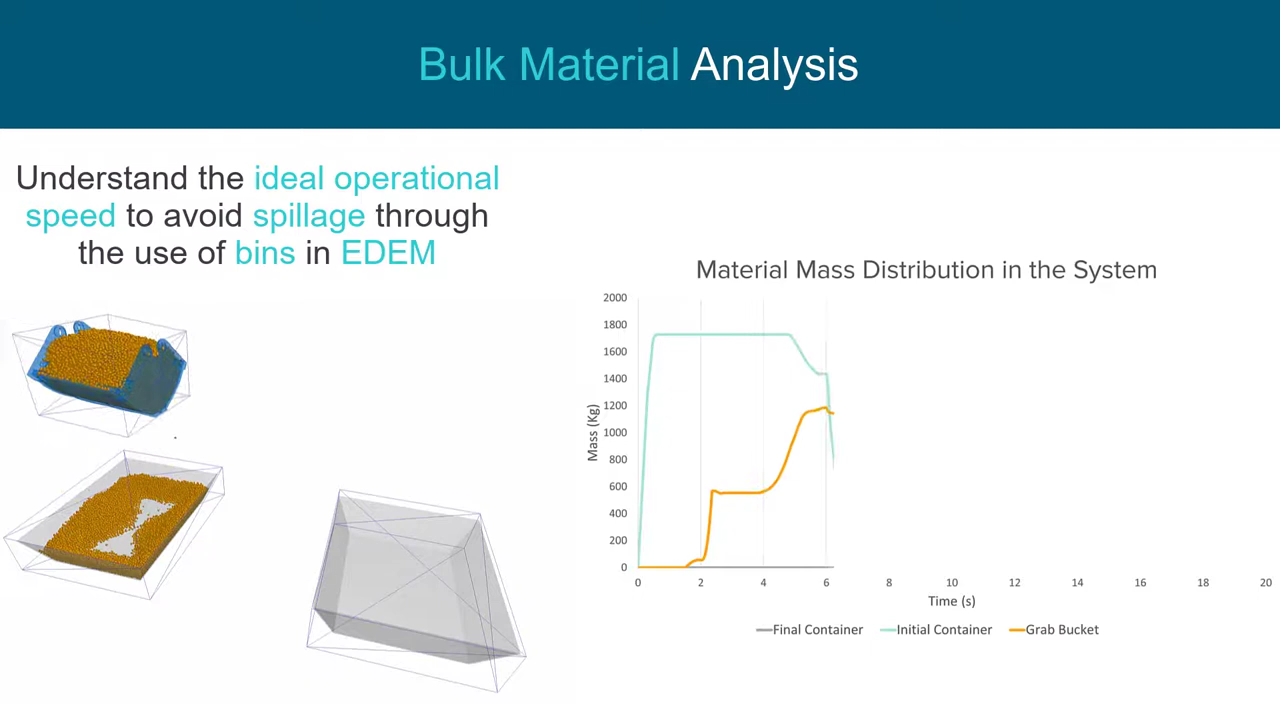 Bulk Material Analysis
Understand the ideal operational
speed to avoid spillage through
the use of bins in EDEM
Material Mass Distribution in the System
2000
1800
1600
1400
1200
1000
800
600
400
200
0
Mass (Kg)
0 2 4 6 8 10 12 14 16 18 20
Time (s)
Final Container Initial Container Grab Bucket